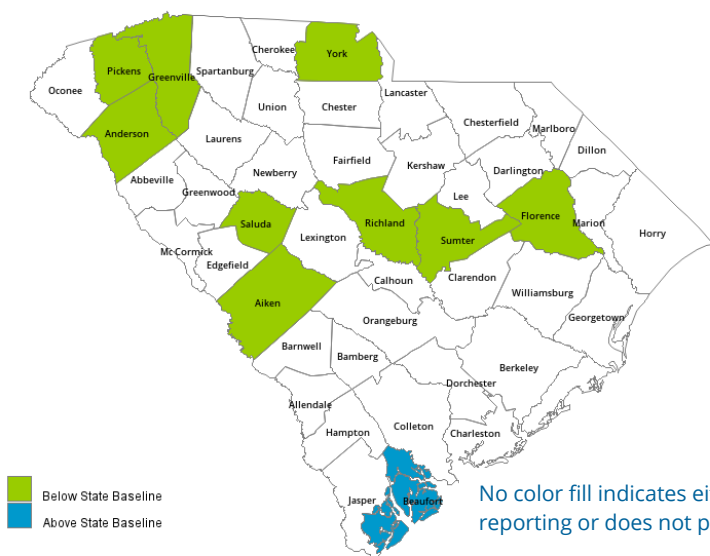 Cherokee
York
Pickens
Greenville
Spartanburg
Oconee
Union
Chester
Lancaster
Chesterfield
Marlboro
Anderson
Laurens
Dillon
Fairfield
Kershaw
Darlington
Abbeville
Newberry
Greenwood
Lee
Saluda
Richland
Florence
Marion
Horry
Lexington
Sumter
Mc Cormick
Edgefield
Calhoun
Clarendon
Williamsburg
Aiken
Orangeburg
Georgetown
Barnwell
Bamberg
Berkeley
Dorchester
Allendale
Colleton
Hampton
Charleston
Jasper
Beaufort
Below State Baseline
Above State Baseline
No color fill indicates ei
reporting or does not p